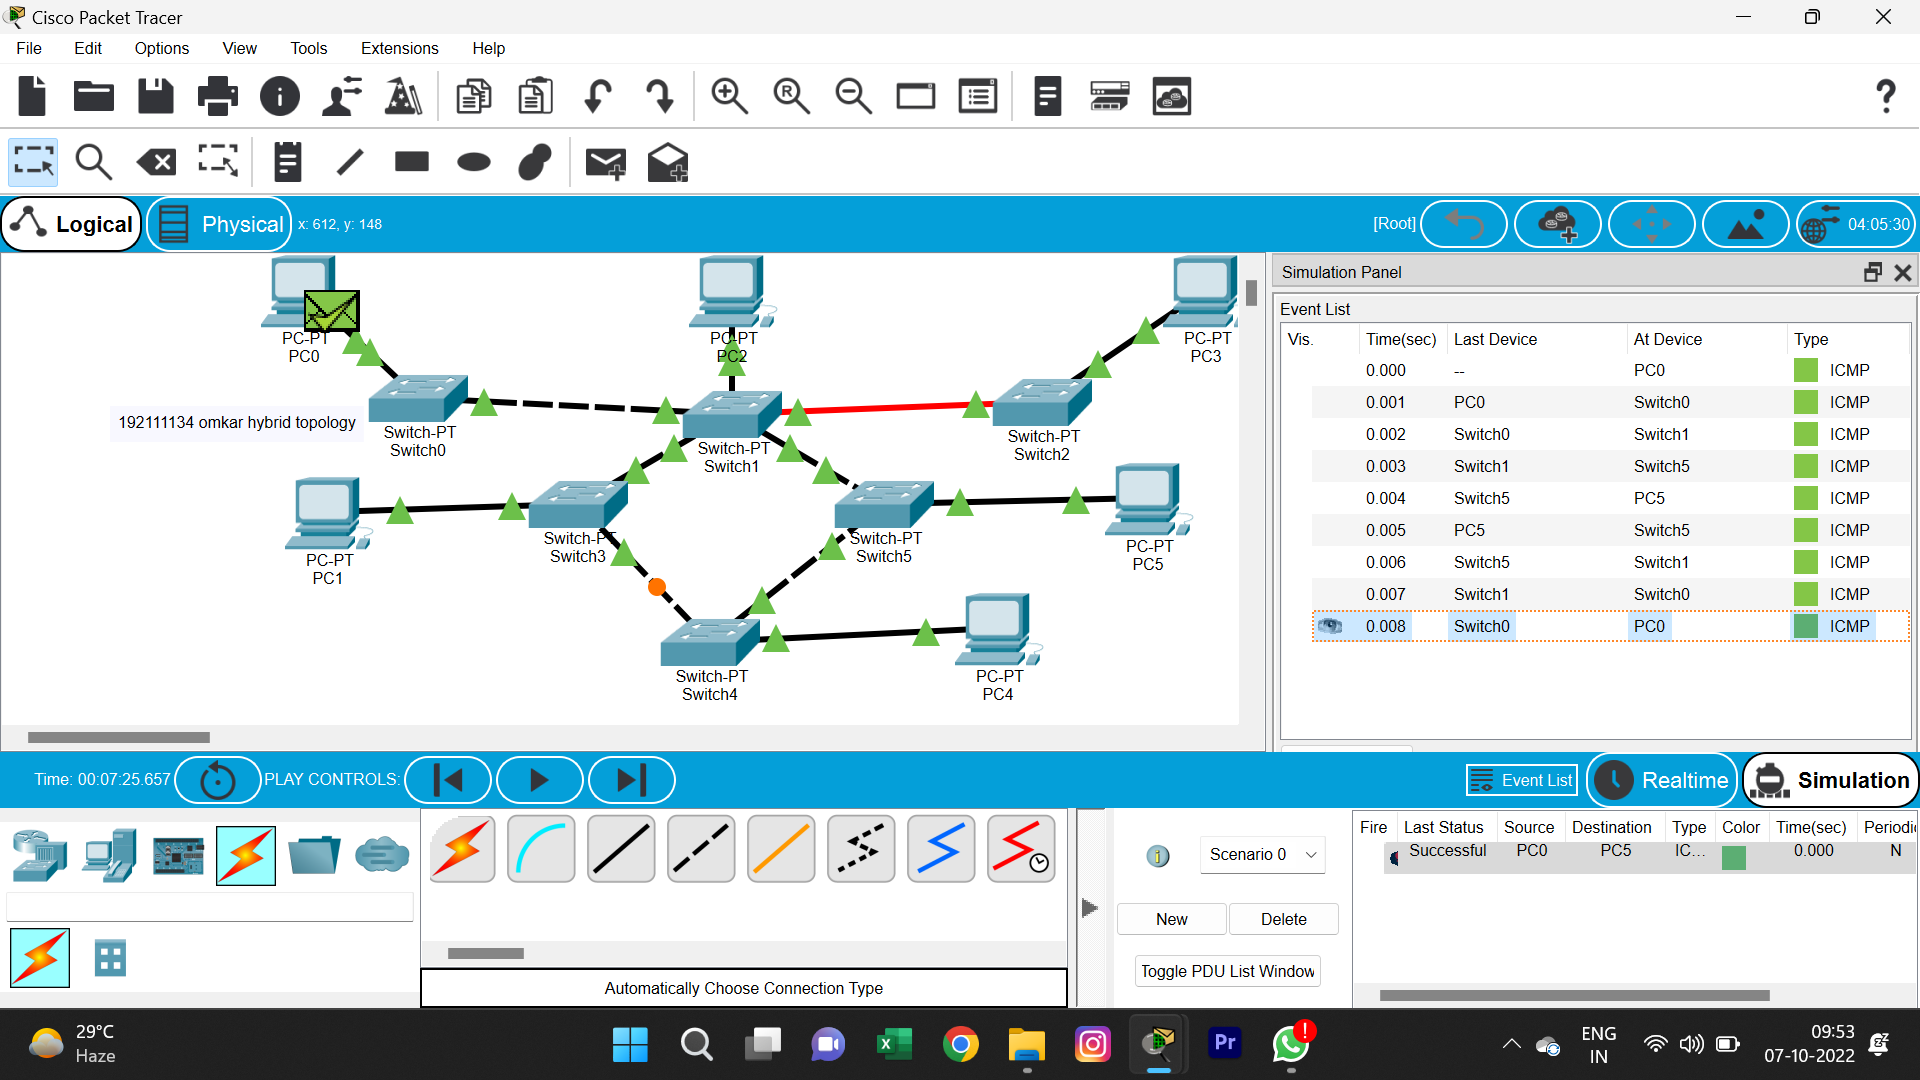 Cisco Packet Tracer
File Edit Options View Tools Extensions Help
Logical Physical x: 612, y: 148 [Root] 04:05:30
PC-PT
PC0
PC-PT
PC2
PC-PT
PC3
192111134 omkar hybrid topology
Switch-PT
Switch0
Switch-PT
Switch1
Switch-PT
Switch2
PC-PT
PC1
Switch-PT
Switch3
Switch-PT
Switch5
PC-PT
PC5
Switch-PT
Switch4
PC-PT
PC4
Simulation Panel
Event List
Vis. Time(sec) Last Device At Device Type
0.000 -- PC0 ICMP
0.001 PC0 Switch0 ICMP
0.002 Switch0 Switch1 ICMP
0.003 Switch1 Switch5 ICMP
0.004 Switch5 PC5 ICMP
0.005 PC5 Switch5 ICMP
0.006 Switch5 Switch1 ICMP
0.007 Switch1 Switch0 ICMP
0.008 Switch0 PC0 ICMP
Time: 00:07:25.657 PLAY CONTROLS: Event List Realtime Simulation
Automatically Choose Connection Type
Scenario 0
New Delete
Toggle PDU List Window
Fire Last Status Source Destination Type Color Time(sec) Periodi
Successful PC0 PC5 IC... 0.000 N
29°C
Haze
Pr
ENG
IN
09:53
07-10-2022